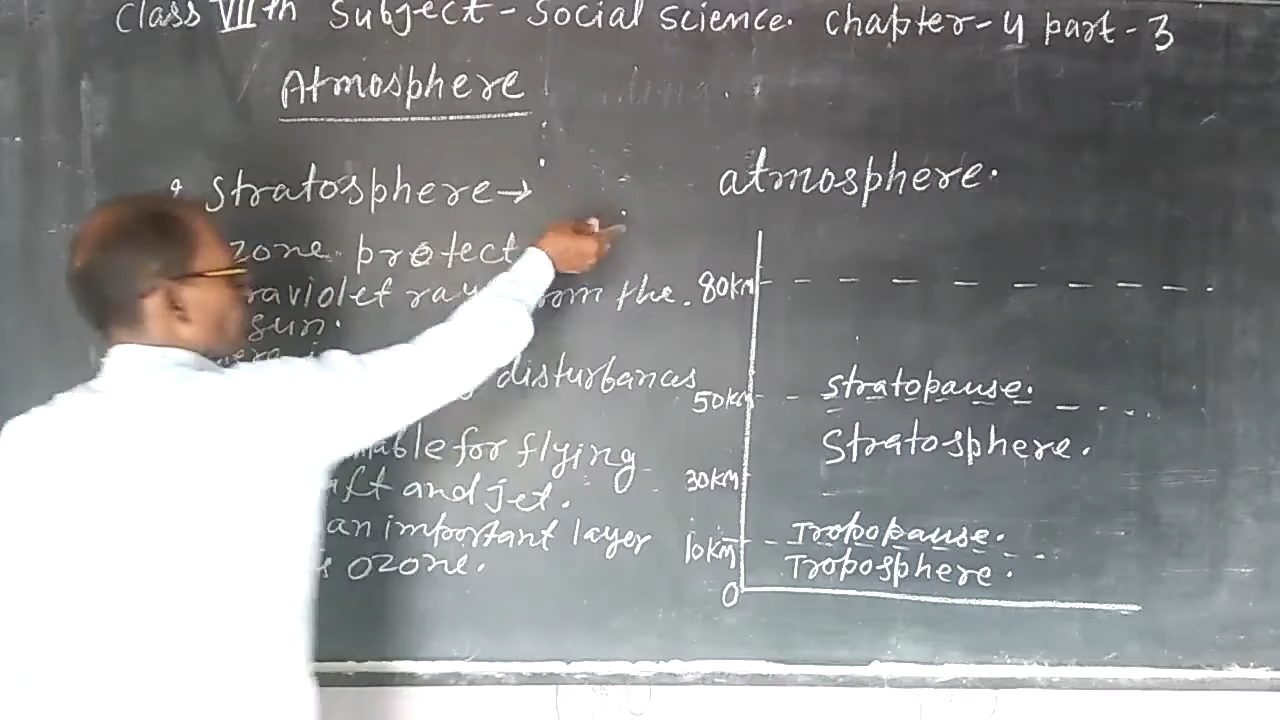 Class VIIth Subject - Social Science. Chapter-4 part-3
Atmosphere
Stratosphere →
zone protect
raviolet rays from the
sun.
disturbances
able for flying
aft and jet.
an important layer
ozone.
atmosphere.
80km
50km stratopause.
Stratosphere.
30km
10km Tropopause.
Troposphere.
0